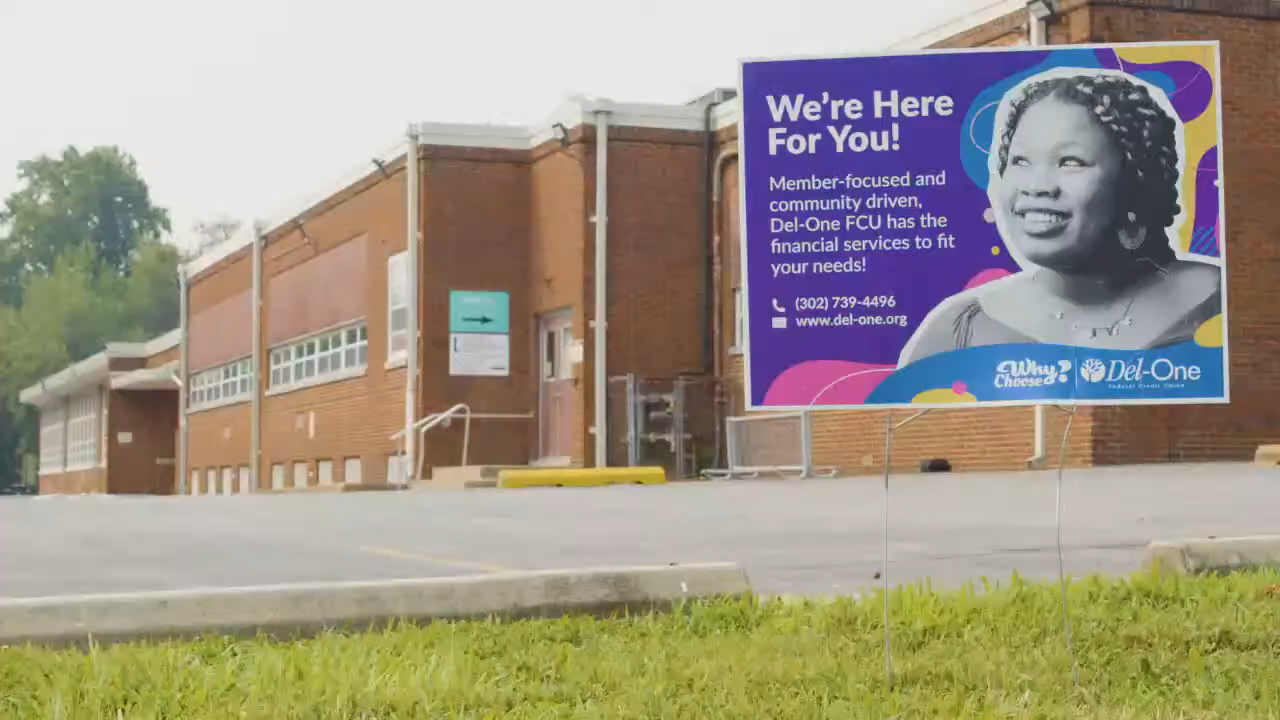 We're Here
For You!
Member-focused and
community driven,
Del-One FCU has the
financial services to fit
your needs!
(302) 739-4496
www.del-one.org
Why?
Choose
Del-One
Federal Credit Union